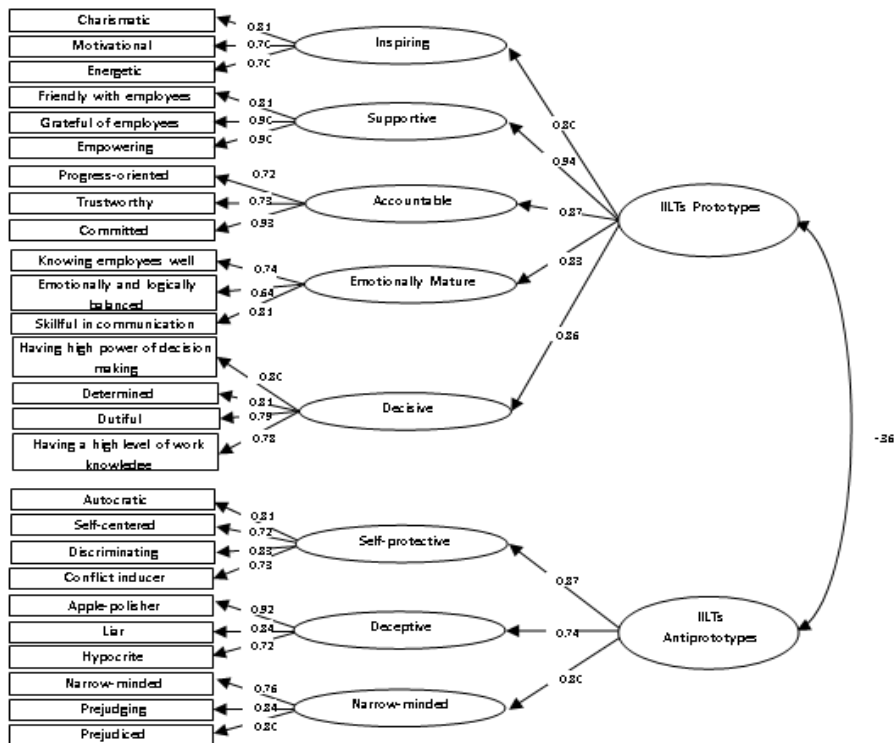 Charismatic
Motivational
Energetic
0.81
0.70
0.70
Inspiring
Friendly with employees
Grateful of employees
Empowering
0.81
0.90
0.90
Supportive
Progress-oriented
Trustworthy
Committed
0.72
0.73
0.93
Accountable
Knowing employees well
Emotionally and logically
balanced
Skillful in communication
0.74
0.64
0.81
Emotionally Mature
Having high power of decision
making
Determined
Dutiful
Having a high level of work
knowledge
0.80
0.81
0.79
0.78
Decisive
0.80
0.94
0.87
0.83
0.86
IILTs Prototypes
-.36
Autocratic
Self-centered
Discriminating
Conflict inducer
0.81
0.72
0.83
0.73
Self-protective
Apple-polisher
Liar
Hypocrite
0.92
0.84
0.72
Deceptive
Narrow-minded
Prejudging
Prejudiced
0.76
0.84
0.80
Narrow-minded
0.87
0.74
0.80
IILTs
Antiprototypes